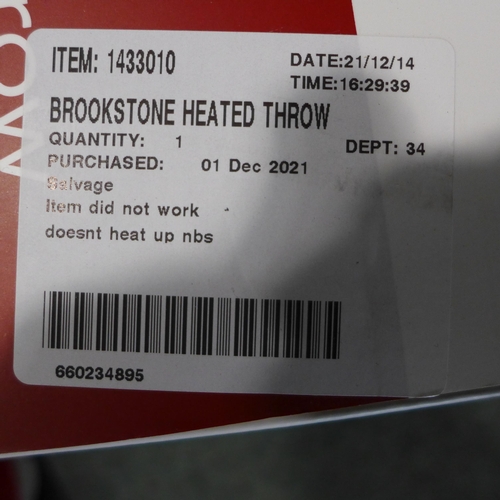 row
ITEM: 1433010
DATE:21/12/14
TIME:16:29:39
BROOKSTONE HEATED THROW
QUANTITY: 1
DEPT: 34
PURCHASED: 01 Dec 2021
Salvage
Item did not work
doesnt heat up nbs
660234895